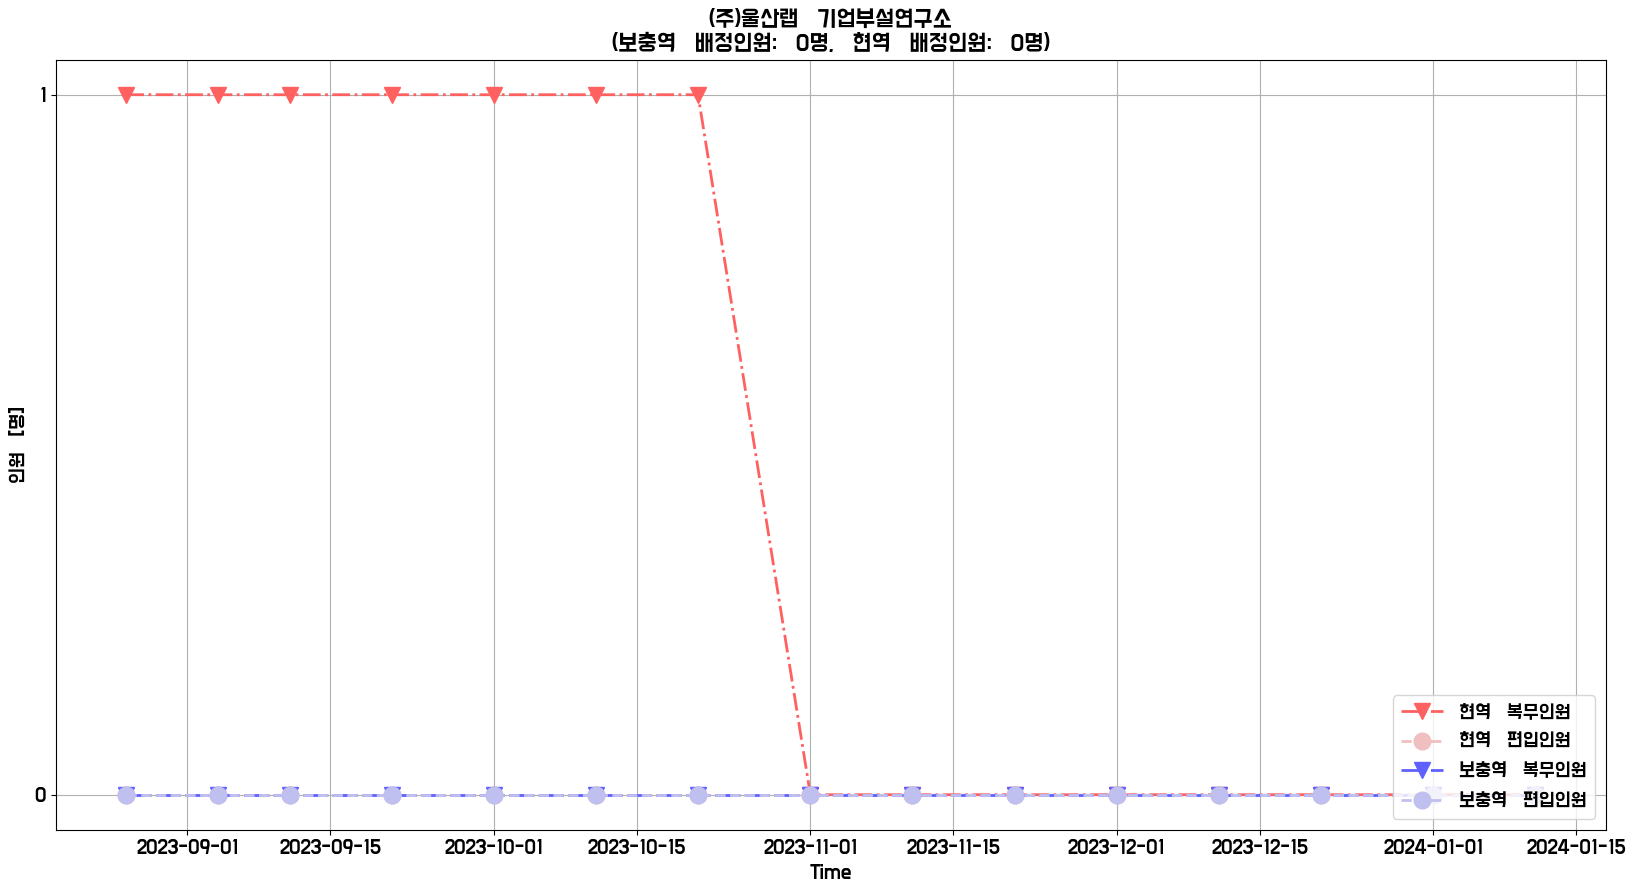 (주)울산랩 기업부설연구소
(보충역 배정인원: 0명, 현역 배정인원: 0명)
1
0
인원 [명]
현역 복무인원
현역 편입인원
보충역 복무인원
보충역 편입인원
2023-09-01 2023-09-15 2023-10-01 2023-10-15 2023-11-01 2023-11-15 2023-12-01 2023-12-15 2024-01-01 2024-01-15
Time